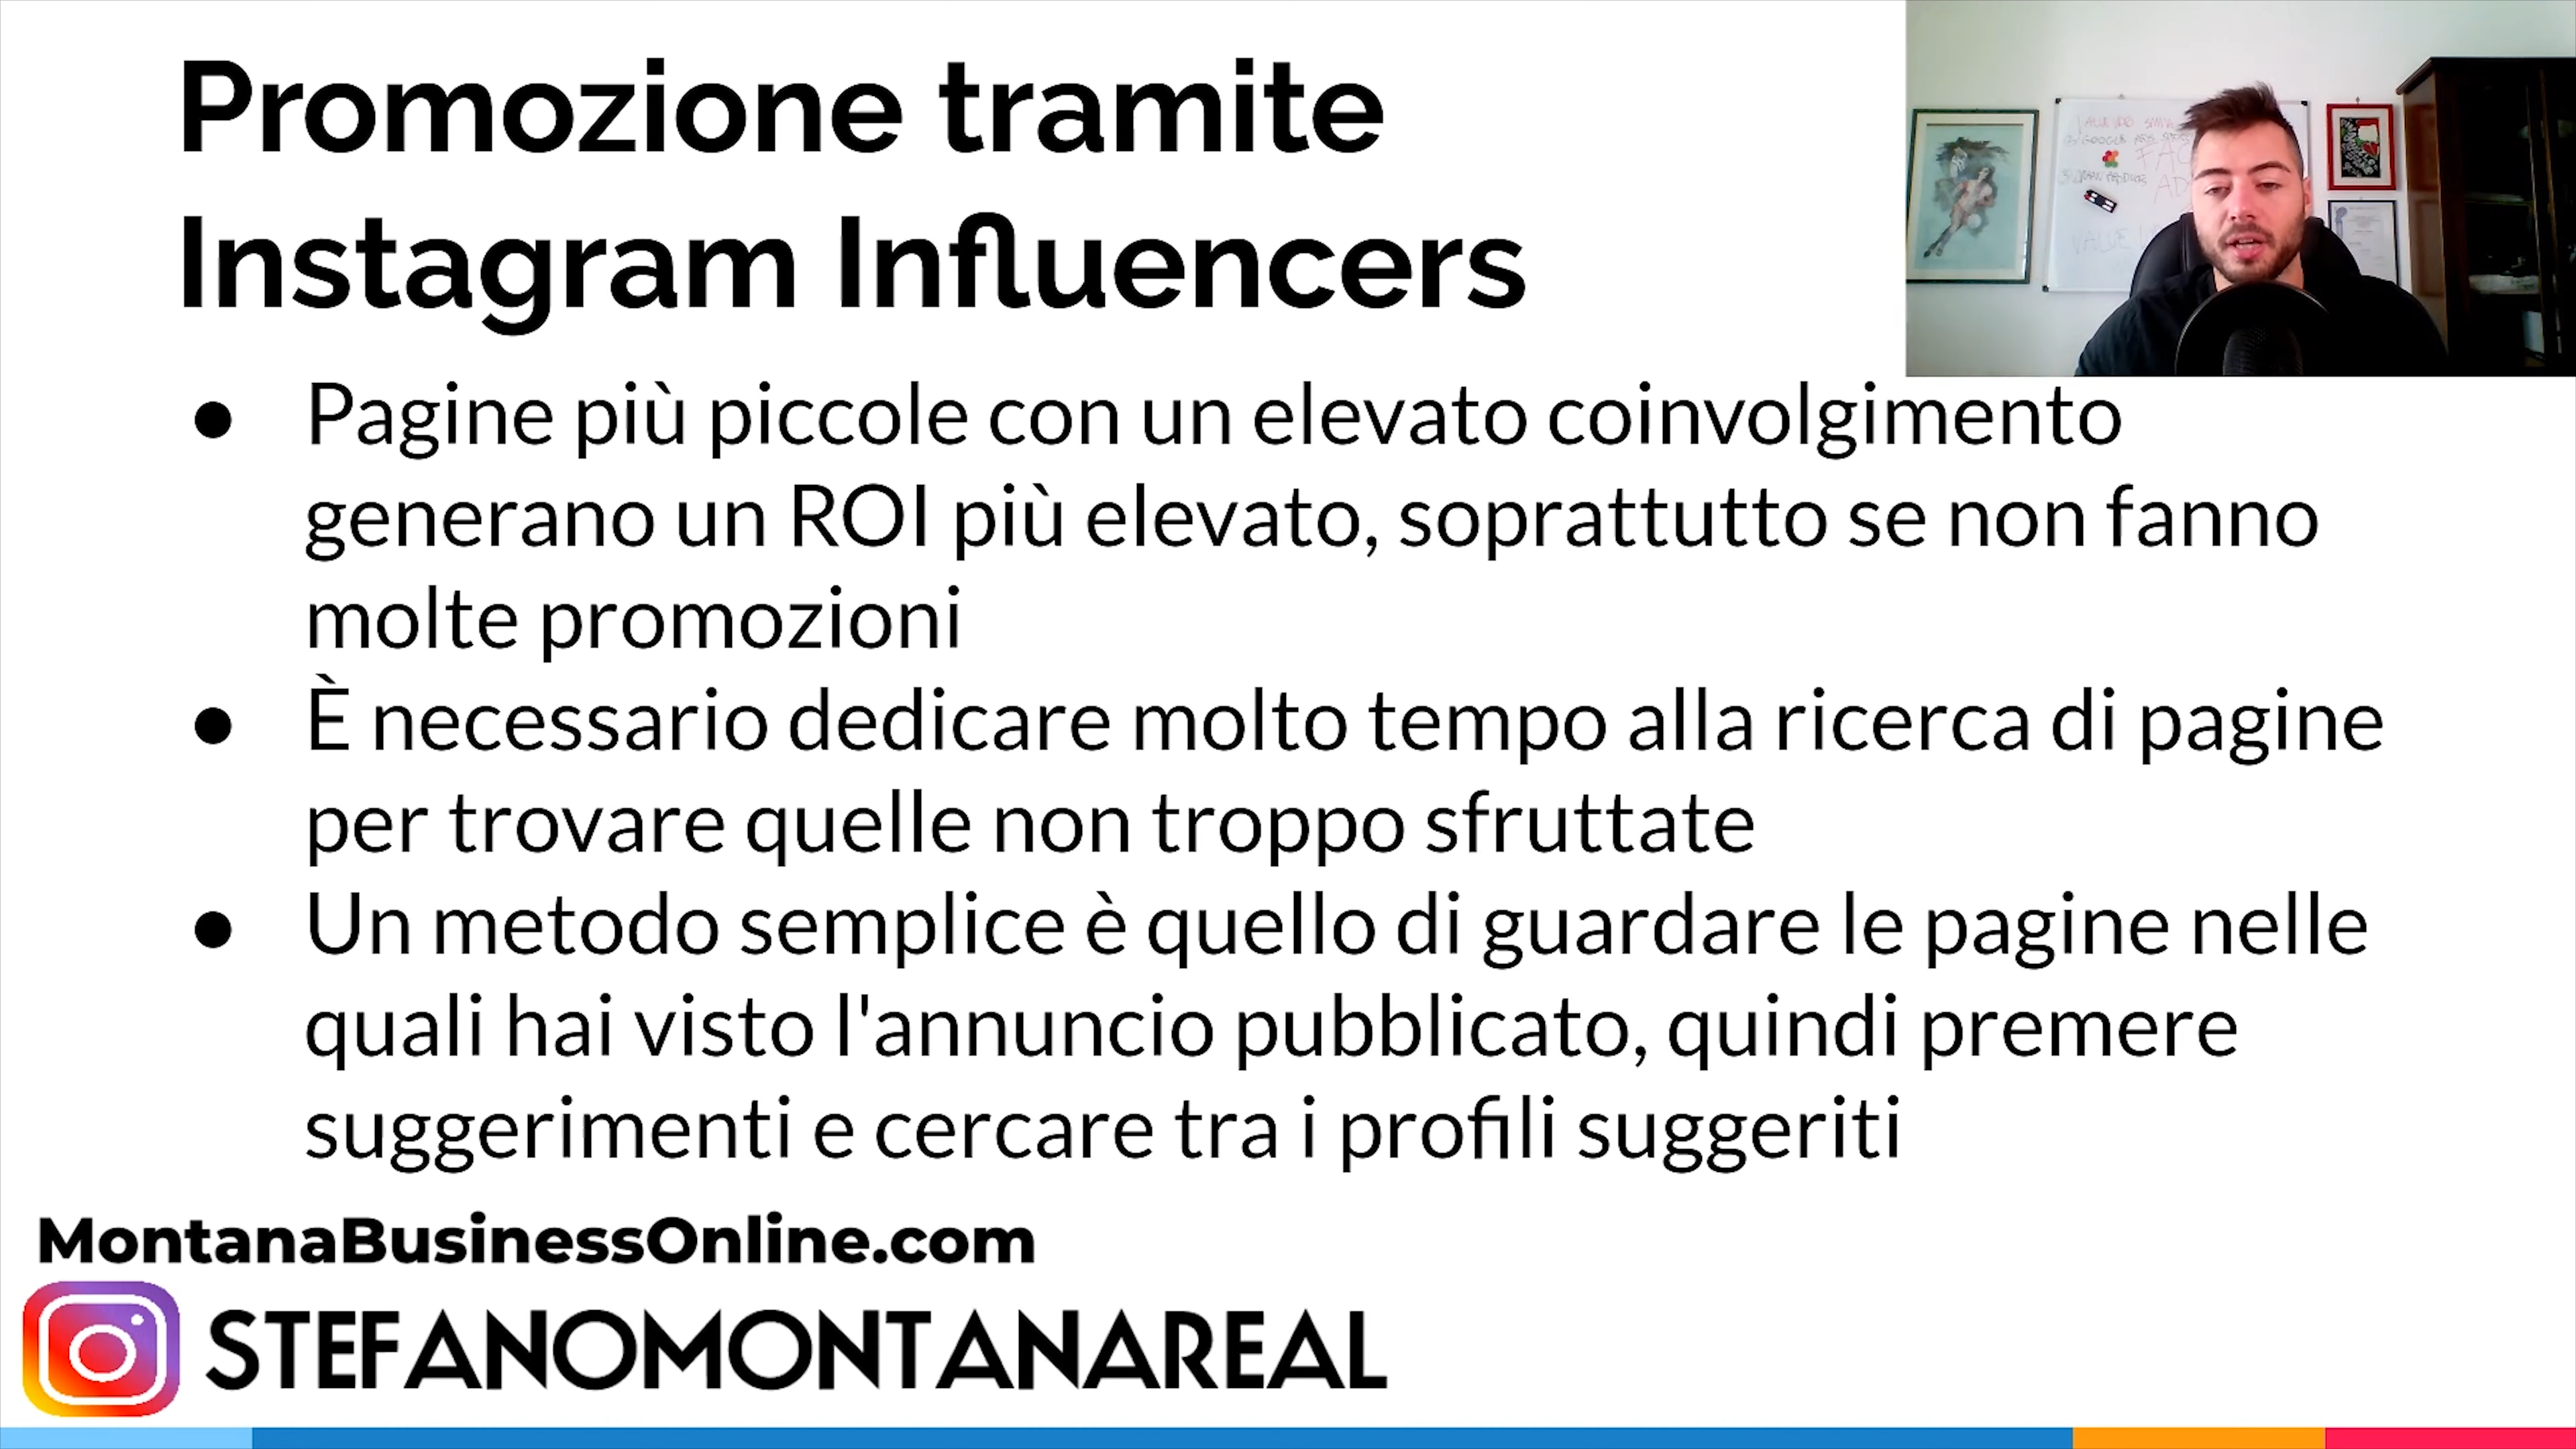 Promozione tramite
Instagram Influencers
● Pagine più piccole con un elevato coinvolgimento
generano un ROI più elevato, soprattutto se non fanno
molte promozioni
● È necessario dedicare molto tempo alla ricerca di pagine
per trovare quelle non troppo sfruttate
● Un metodo semplice è quello di guardare le pagine nelle
quali hai visto l'annuncio pubblicato, quindi premere
suggerimenti e cercare tra i profili suggeriti
MontanaBusinessOnline.com
STEFANOMONTANAREAL